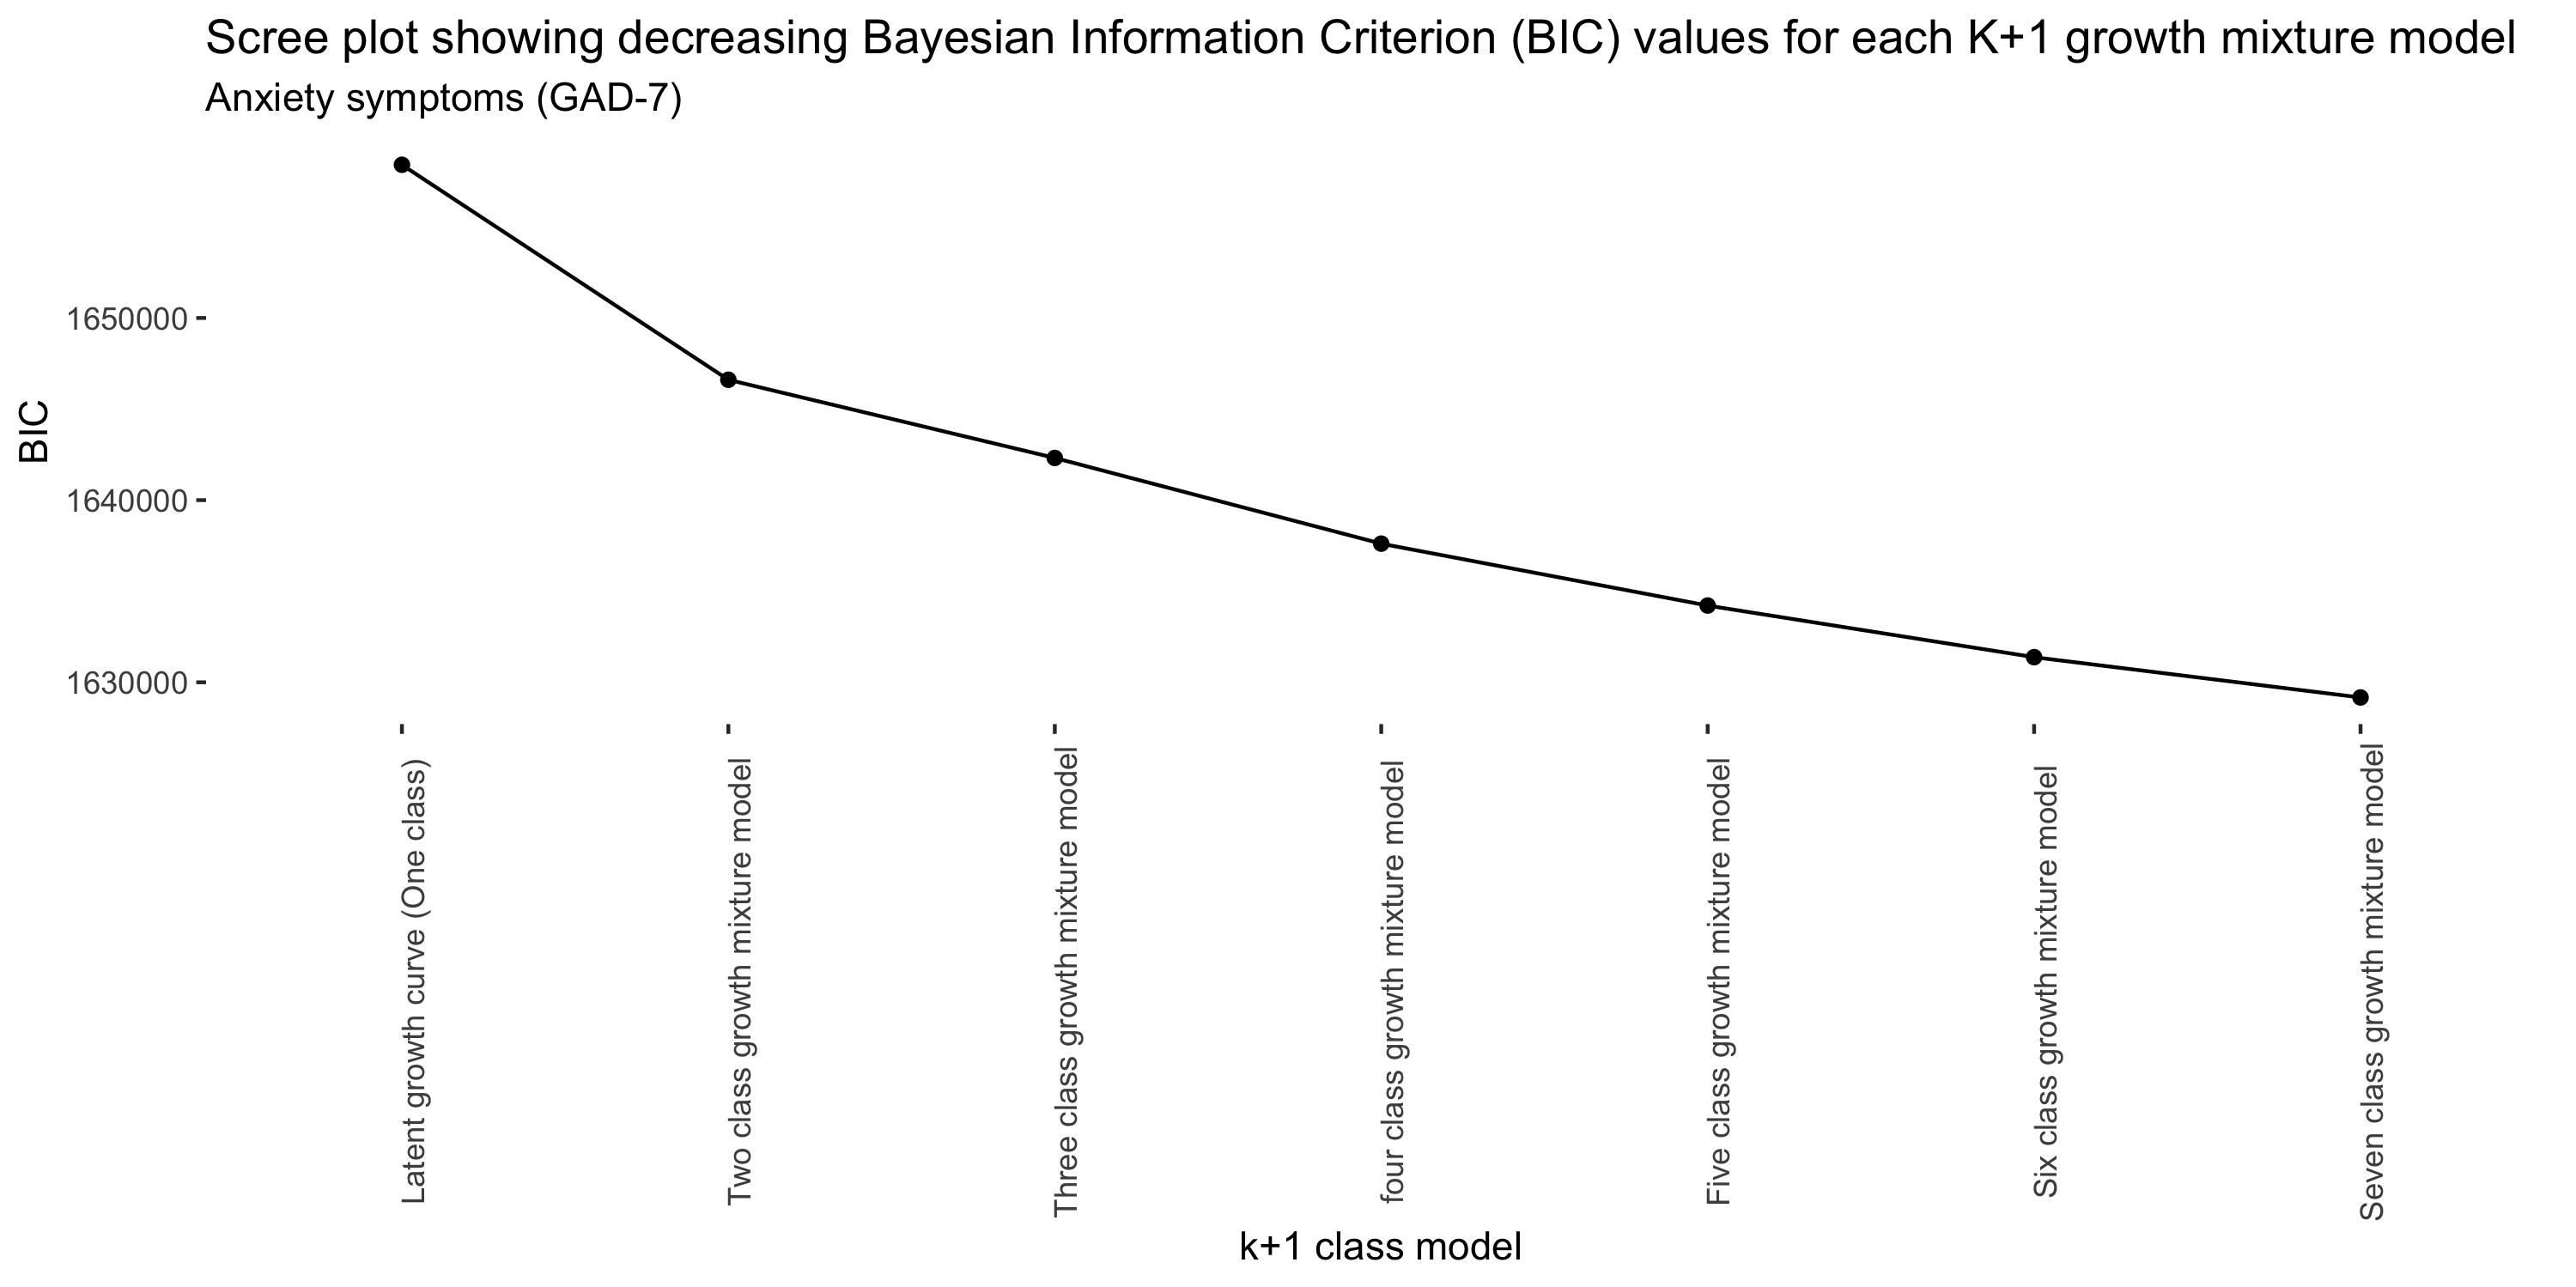 Scree plot showing decreasing Bayesian Information Criterion (BIC) values for each K+1 growth mixture model
Anxiety symptoms (GAD-7)
BIC
1650000
1640000
1630000
Latent growth curve (One class)
Two class growth mixture model
Three class growth mixture model
four class growth mixture model
Five class growth mixture model
Six class growth mixture model
Seven class growth mixture model
k+1 class model